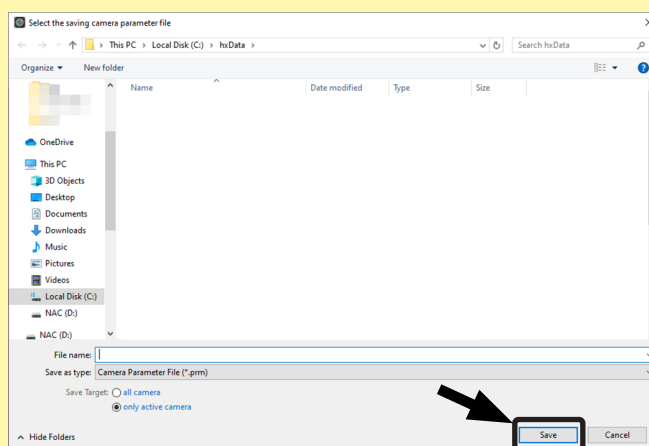 Select the saving camera parameter file
This PC > Local Disk (C:) > hxData >
Search hxData
Organize
New folder
Name
Date modified
Type
Size
OneDrive
This PC
3D Objects
Desktop
Documents
Downloads
Music
Pictures
Videos
Local Disk (C:)
NAC (D:)
NAC (D:)
File name:
Save as type: Camera Parameter File (*.prm)
Save Target: all camera
only active camera
Hide Folders
Save
Cancel